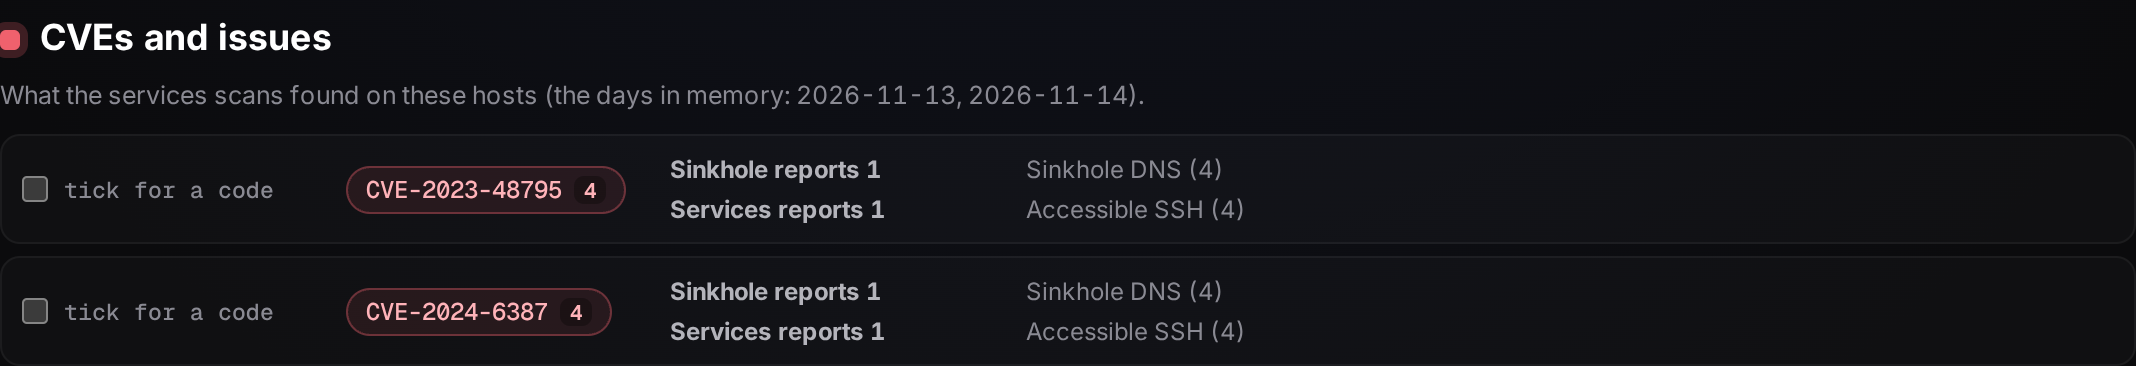 CVEs and issues
What the services scans found on these hosts (the days in memory: 2026-11-13, 2026-11-14).
tick for a code CVE-2023-48795 4 Sinkhole reports 1 Sinkhole DNS (4)
Services reports 1 Accessible SSH (4)
tick for a code CVE-2024-6387 4 Sinkhole reports 1 Sinkhole DNS (4)
Services reports 1 Accessible SSH (4)